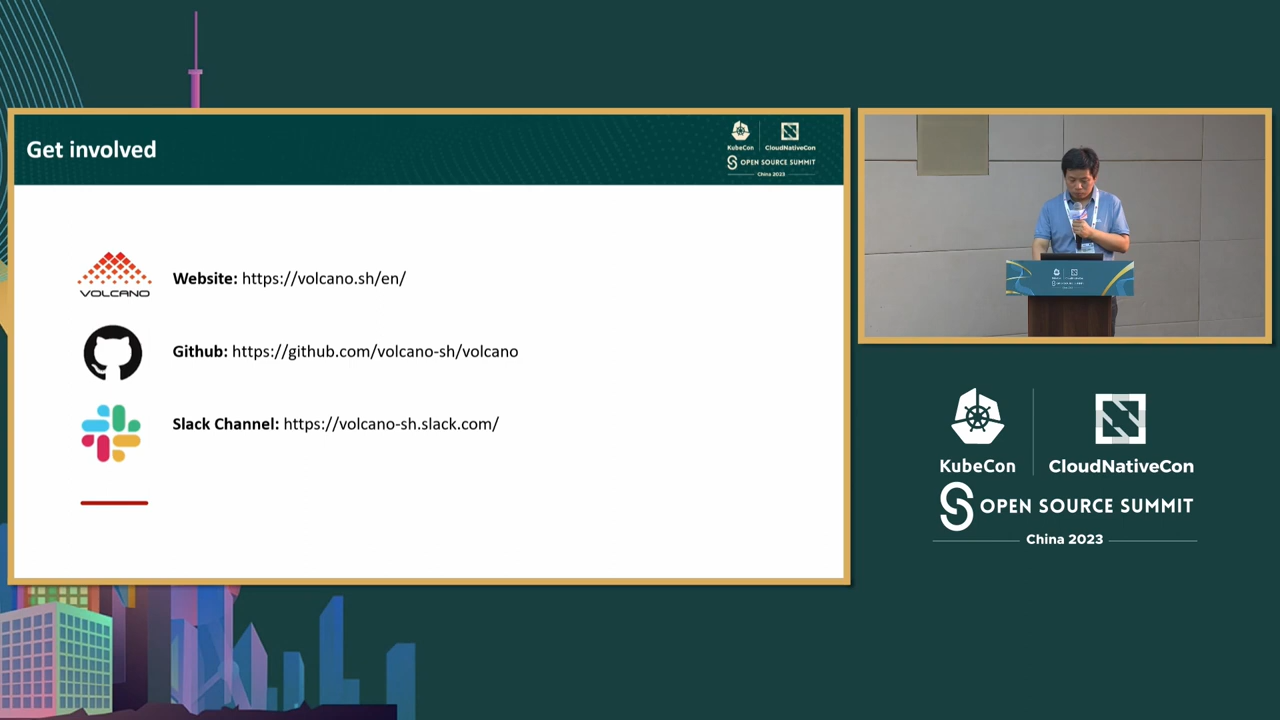 Get involved
KubeCon
CloudNativeCon
OPEN SOURCE SUMMIT
China 2023
VOLCANO
Website: https://volcano.sh/en/
Github: https://github.com/volcano-sh/volcano
Slack Channel: https://volcano-sh.slack.com/
KubeCon
CloudNativeCon
OPEN SOURCE SUMMIT
China 2023